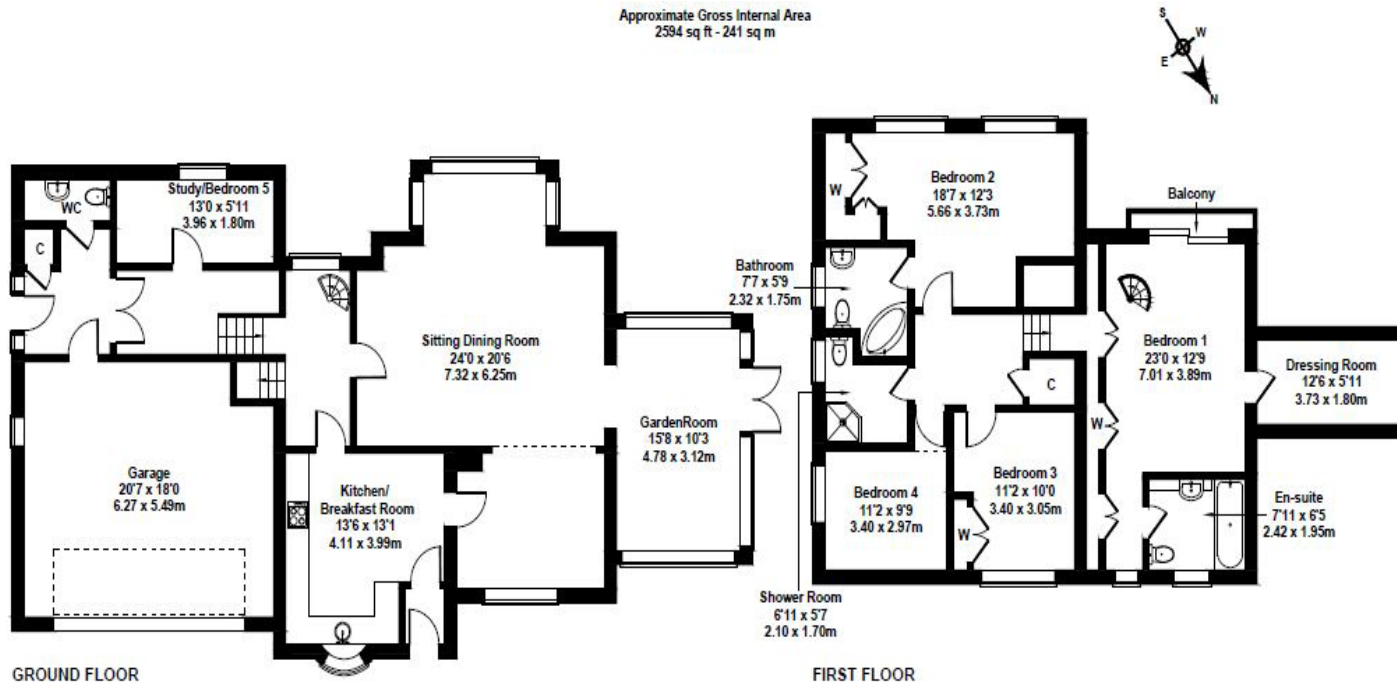 Approximate Gross Internal Area
2594 sq ft - 241 sq m
S
W
E
N
Study/Bedroom 5
13'0 x 5'11
3.96 x 1.80m
WC
C
Sitting Dining Room
24'0 x 20'6
7.32 x 6.25m
GardenRoom
15'8 x 10'3
4.78 x 3.12m
Garage
20'7 x 18'0
6.27 x 5.49m
Kitchen/
Breakfast Room
13'6 x 13'1
4.11 x 3.99m
GROUND FLOOR
Bedroom 2
18'7 x 12'3
5.66 x 3.73m
W
Balcony
Bathroom
7'7 x 5'9
2.32 x 1.75m
Bedroom 1
23'0 x 12'9
7.01 x 3.89m
Dressing Room
12'6 x 5'11
3.73 x 1.80m
C
W
Bedroom 3
11'2 x 10'0
3.40 x 3.05m
W
Bedroom 4
11'2 x 9'9
3.40 x 2.97m
En-suite
7'11 x 6'5
2.42 x 1.95m
Shower Room
6'11 x 5'7
2.10 x 1.70m
FIRST FLOOR